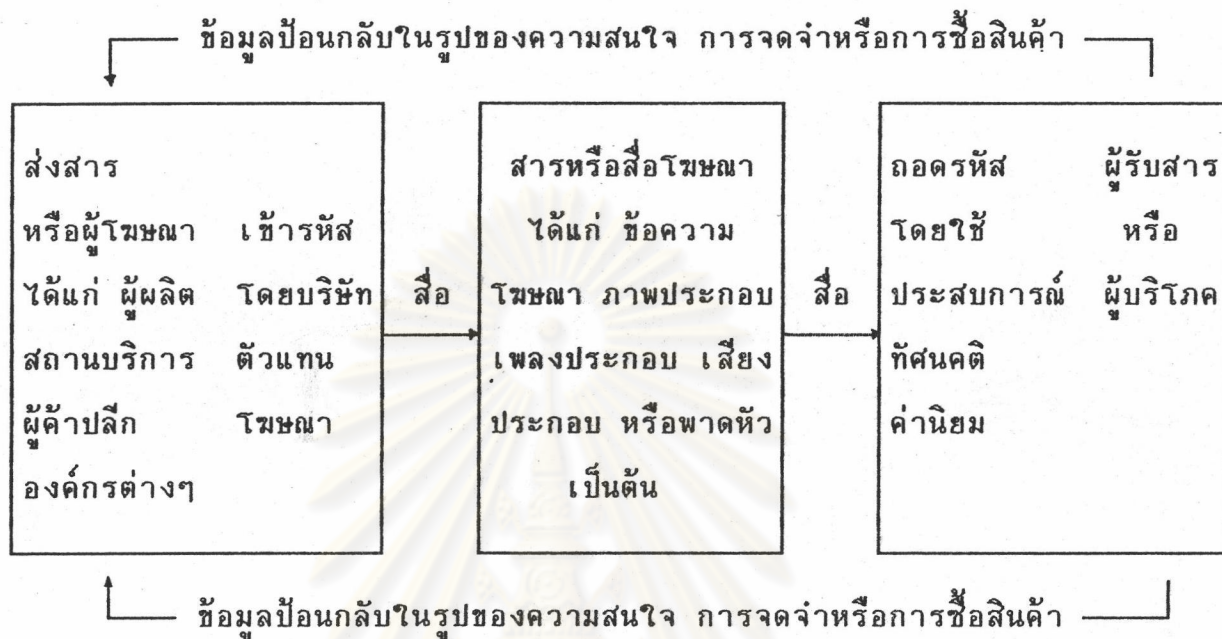 ข้อมูลป้อนกลับในรูปของความสนใจ การจดจำหรือการซื้อสินค้า
ส่งสาร
หรือผู้โฆษณา เข้ารหัส
ได้แก่ ผู้ผลิต โดยบริษัท
สถานบริการ ตัวแทน
ผู้ค้าปลีก โฆษณา
องค์กรต่างๆ
สื่อ
สารหรือสื่อโฆษณา
ได้แก่ ข้อความ
โฆษณา ภาพประกอบ
เพลงประกอบ เสียง
ประกอบ หรือพาดหัว
เป็นต้น
สื่อ
ถอดรหัส ผู้รับสาร
โดยใช้ หรือ
ประสบการณ์ ผู้บริโภค
ทัศนคติ
ค่านิยม
ข้อมูลป้อนกลับในรูปของความสนใจ การจดจำหรือการซื้อสินค้า